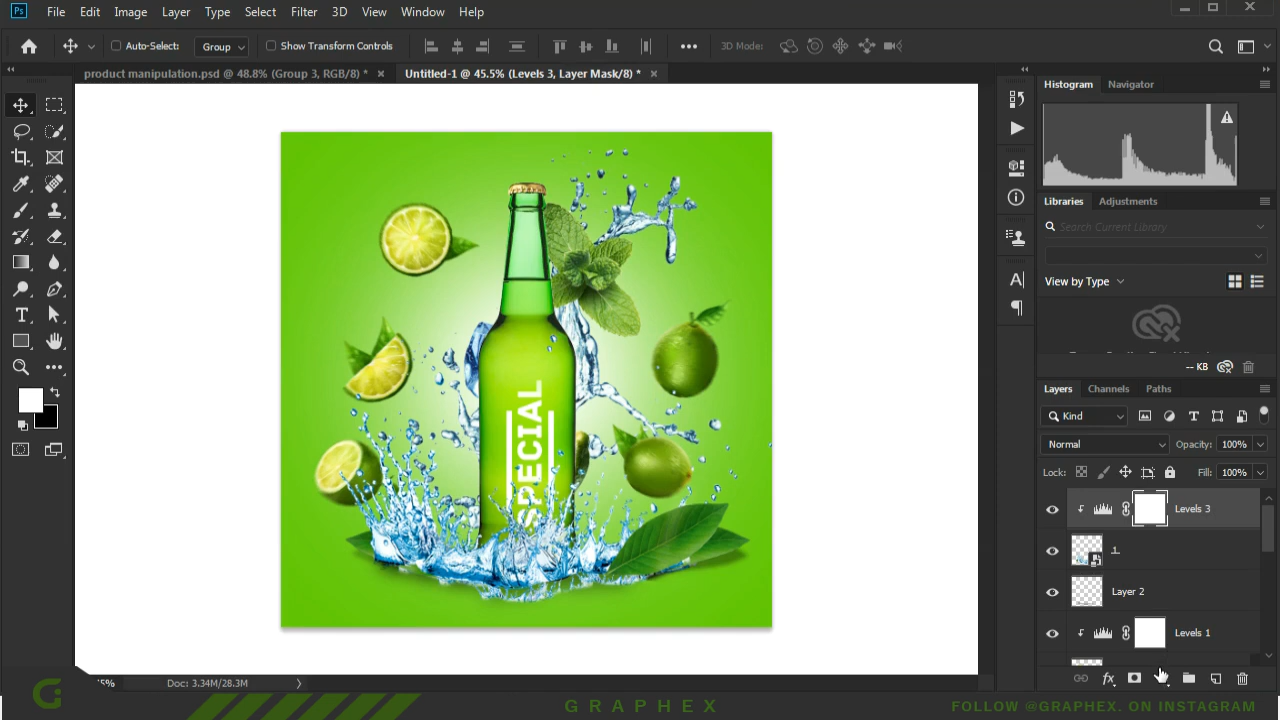 Ps File Edit Image Layer Type Select Filter 3D View Window Help
Auto-Select: Group Show Transform Controls 3D Mode:
product manipulation.psd @ 48.8% (Group 3, RGB/8) * × Untitled-1 @ 45.5% (Levels 3, Layer Mask/8) * ×
Histogram Navigator
Libraries Adjustments
Search Current Library
View by Type
-- KB
Layers Channels Paths
Kind
Normal Opacity: 100%
Lock: Fill: 100%
Levels 3
1
Layer 2
Levels 1
SPECIAL
Doc: 3.34M/28.3M
GRAPHEX
FOLLOW @GRAPHEX. ON INSTAGRAM